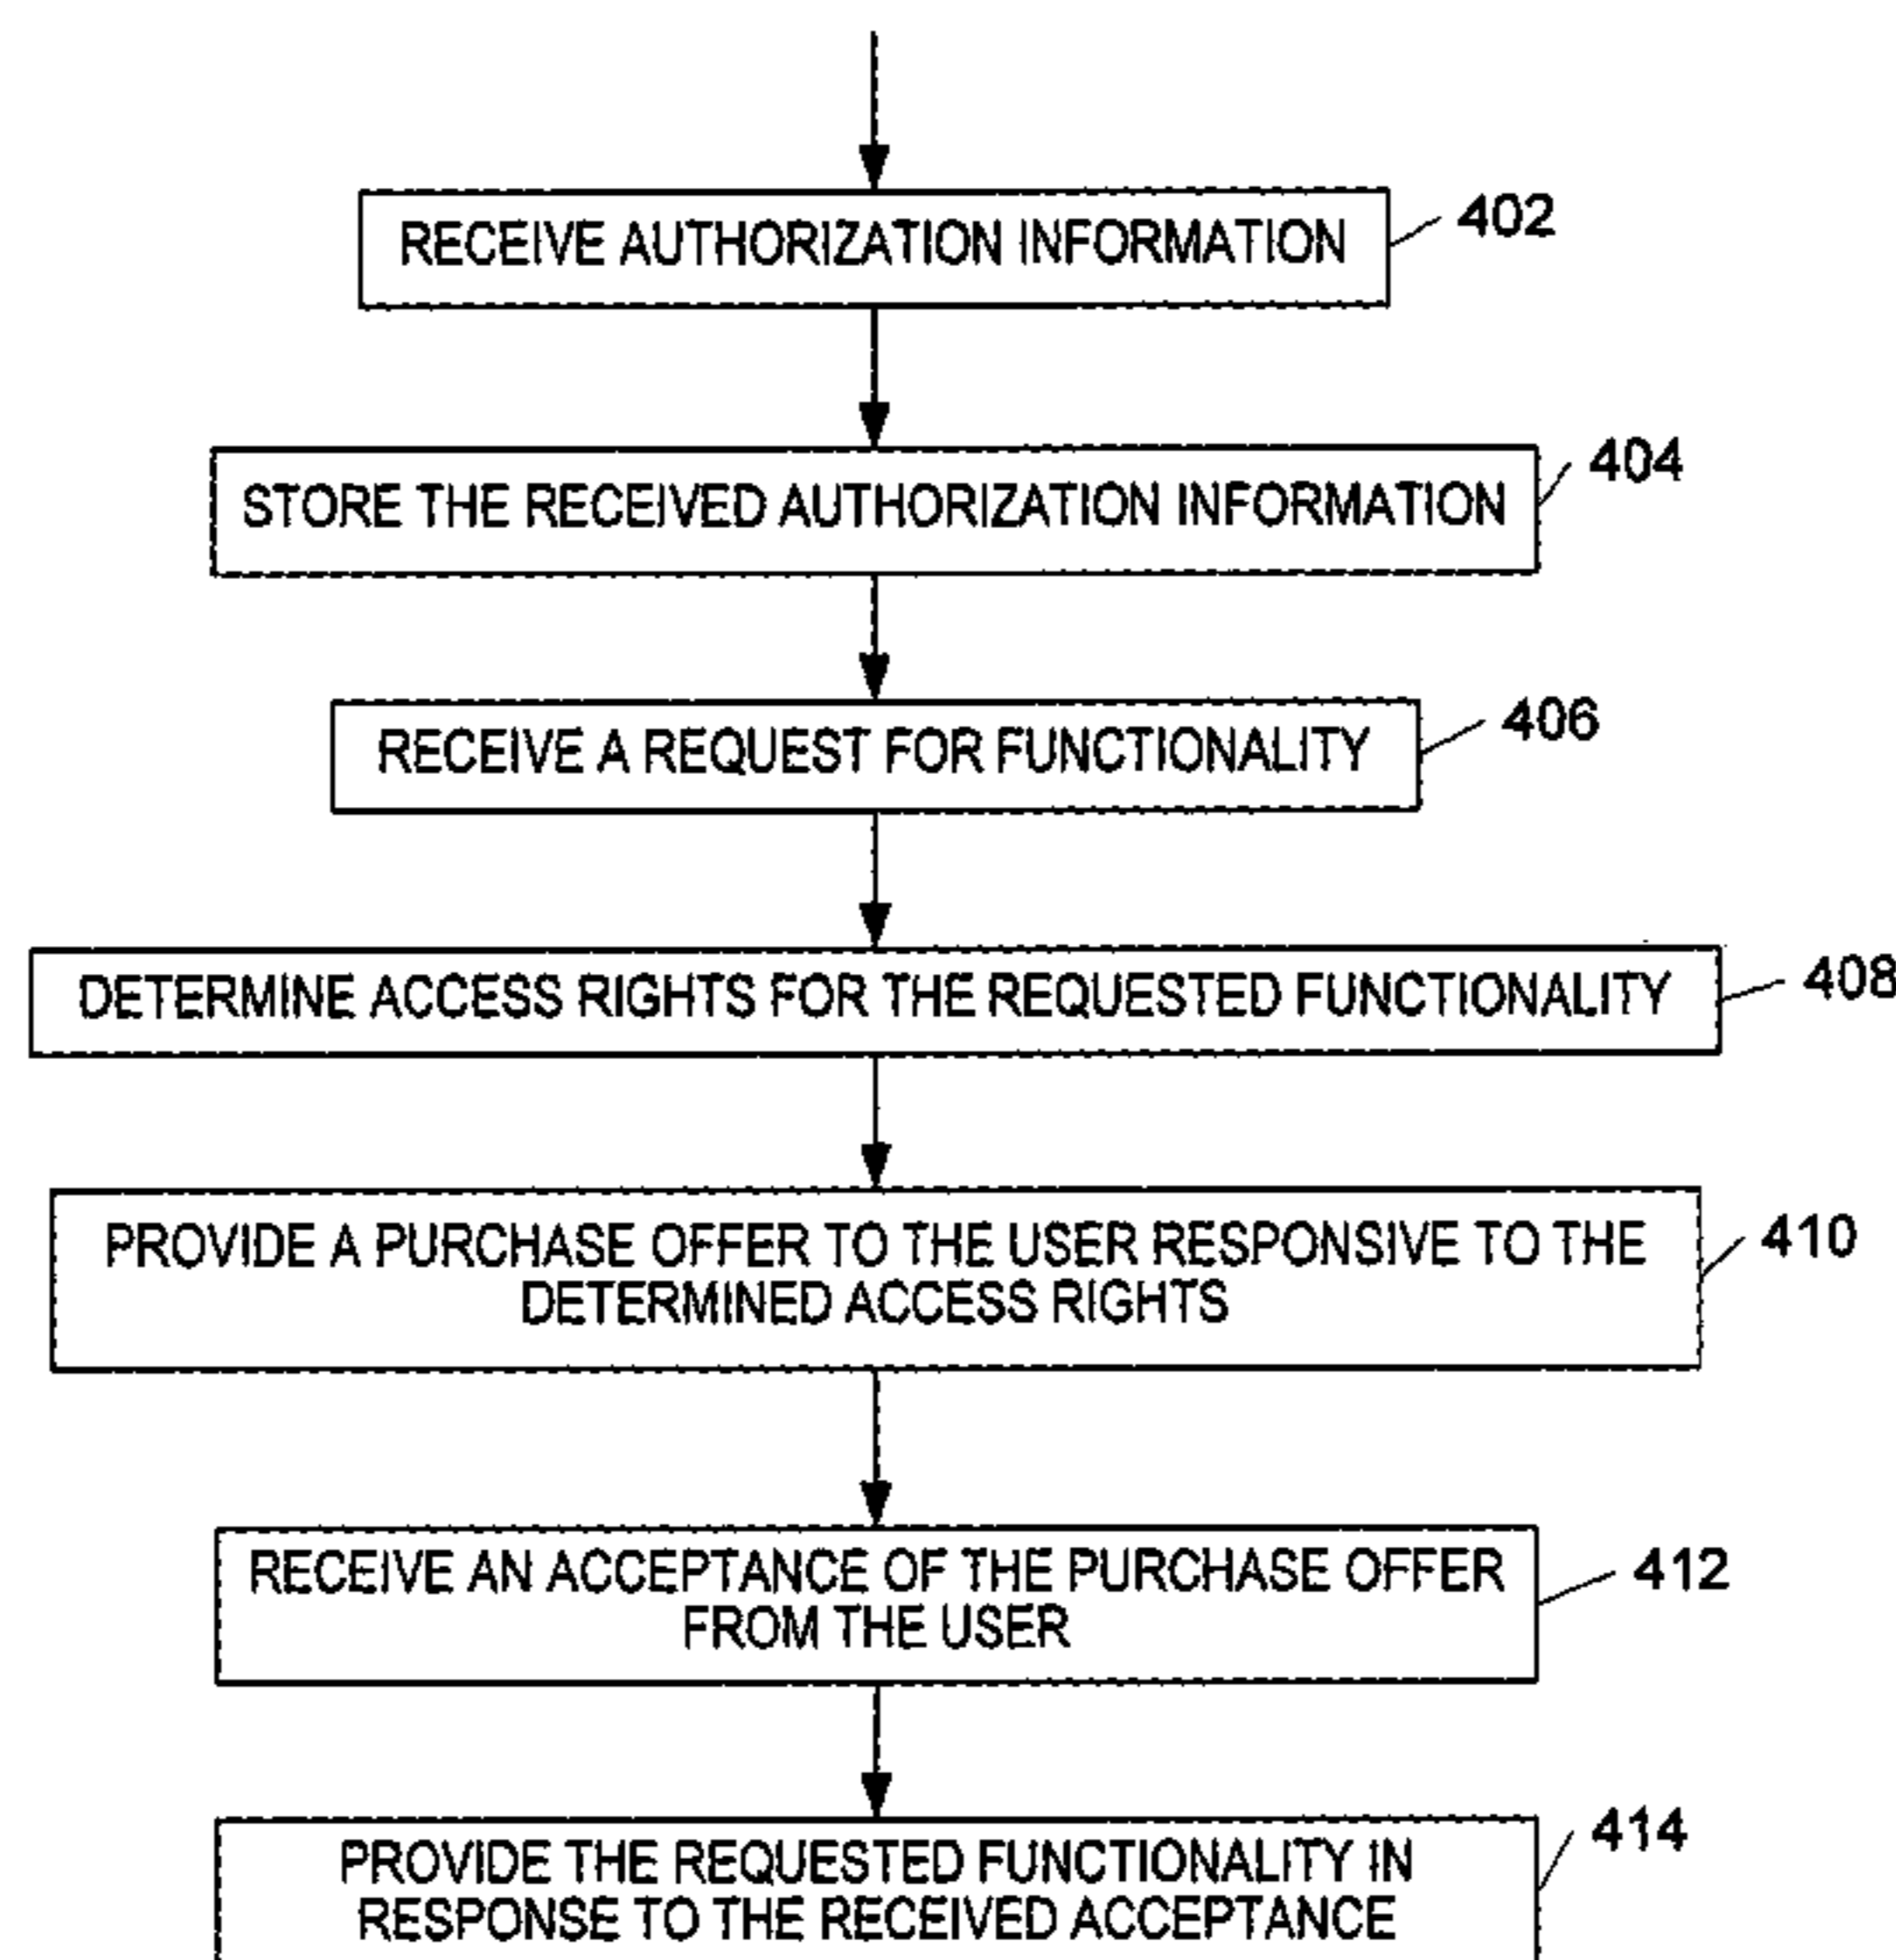 RECEIVE AUTHORIZATION INFORMATION
402
STORE THE RECEIVED AUTHORIZATION INFORMATION
404
RECEIVE A REQUEST FOR FUNCTIONALITY
406
DETERMINE ACCESS RIGHTS FOR THE REQUESTED FUNCTIONALITY
408
PROVIDE A PURCHASE OFFER TO THE USER RESPONSIVE TO THE
DETERMINED ACCESS RIGHTS
410
RECEIVE AN ACCEPTANCE OF THE PURCHASE OFFER
FROM THE USER
412
PROVIDE THE REQUESTED FUNCTIONALITY IN
RESPONSE TO THE RECEIVED ACCEPTANCE
414